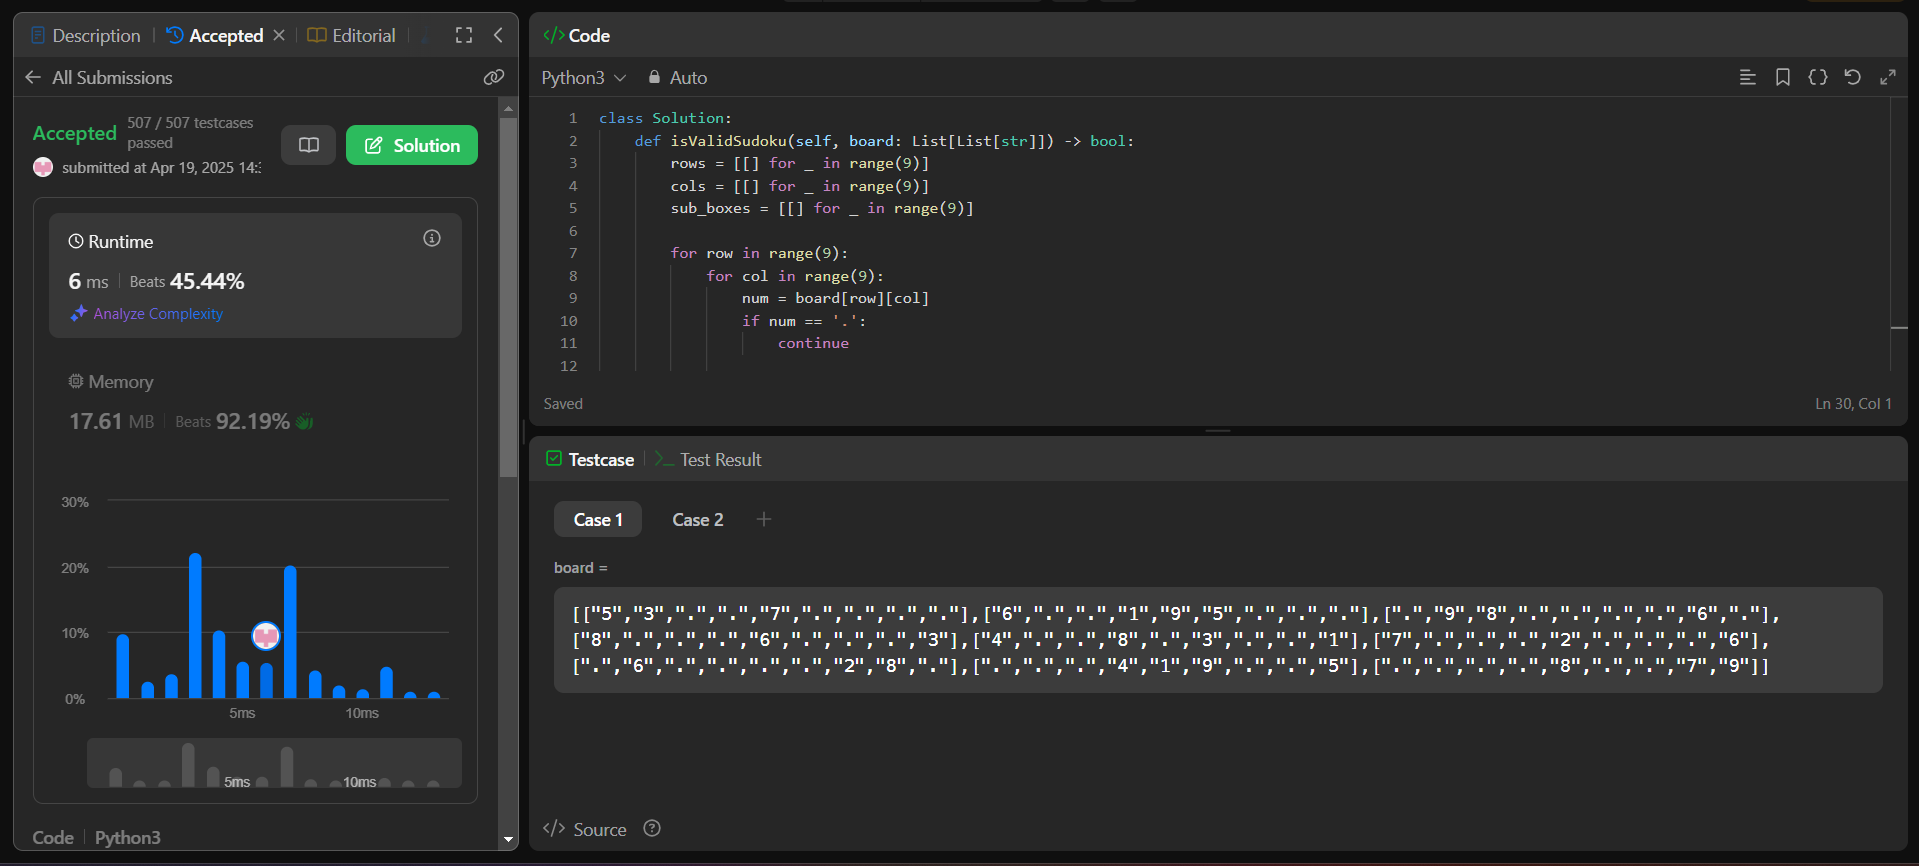 Description Accepted Editorial
All Submissions
Accepted 507 / 507 testcases
passed
Solution
submitted at Apr 19, 2025 14:
Runtime
6 ms Beats 45.44%
Analyze Complexity
Memory
17.61 MB Beats 92.19%
30%
20%
10%
0%
5ms 10ms
5ms 10ms
Code Python3
</> Code
Python3 Auto
1 class Solution:
2 def isValidSudoku(self, board: List[List[str]]) -> bool:
3 rows = [[] for _ in range(9)]
4 cols = [[] for _ in range(9)]
5 sub_boxes = [[] for _ in range(9)]
6
7 for row in range(9):
8 for col in range(9):
9 num = board[row][col]
10 if num == '.':
11 continue
12
Saved Ln 30, Col 1
Testcase Test Result
Case 1 Case 2
board =
[["5","3",".",".","7",".",".",".","."],["6",".",".","1","9","5",".",".","."],[".","9","8",".",".",".",".","6","."],
["8",".",".",".","6",".",".",".","3"],["4",".",".","8",".","3",".",".","1"],["7",".",".",".","2",".",".",".","6"],
[".","6",".",".",".",".","2","8","."],[".",".",".","4","1","9",".",".","5"],[".",".",".",".","8",".",".","7","9"]]
</> Source